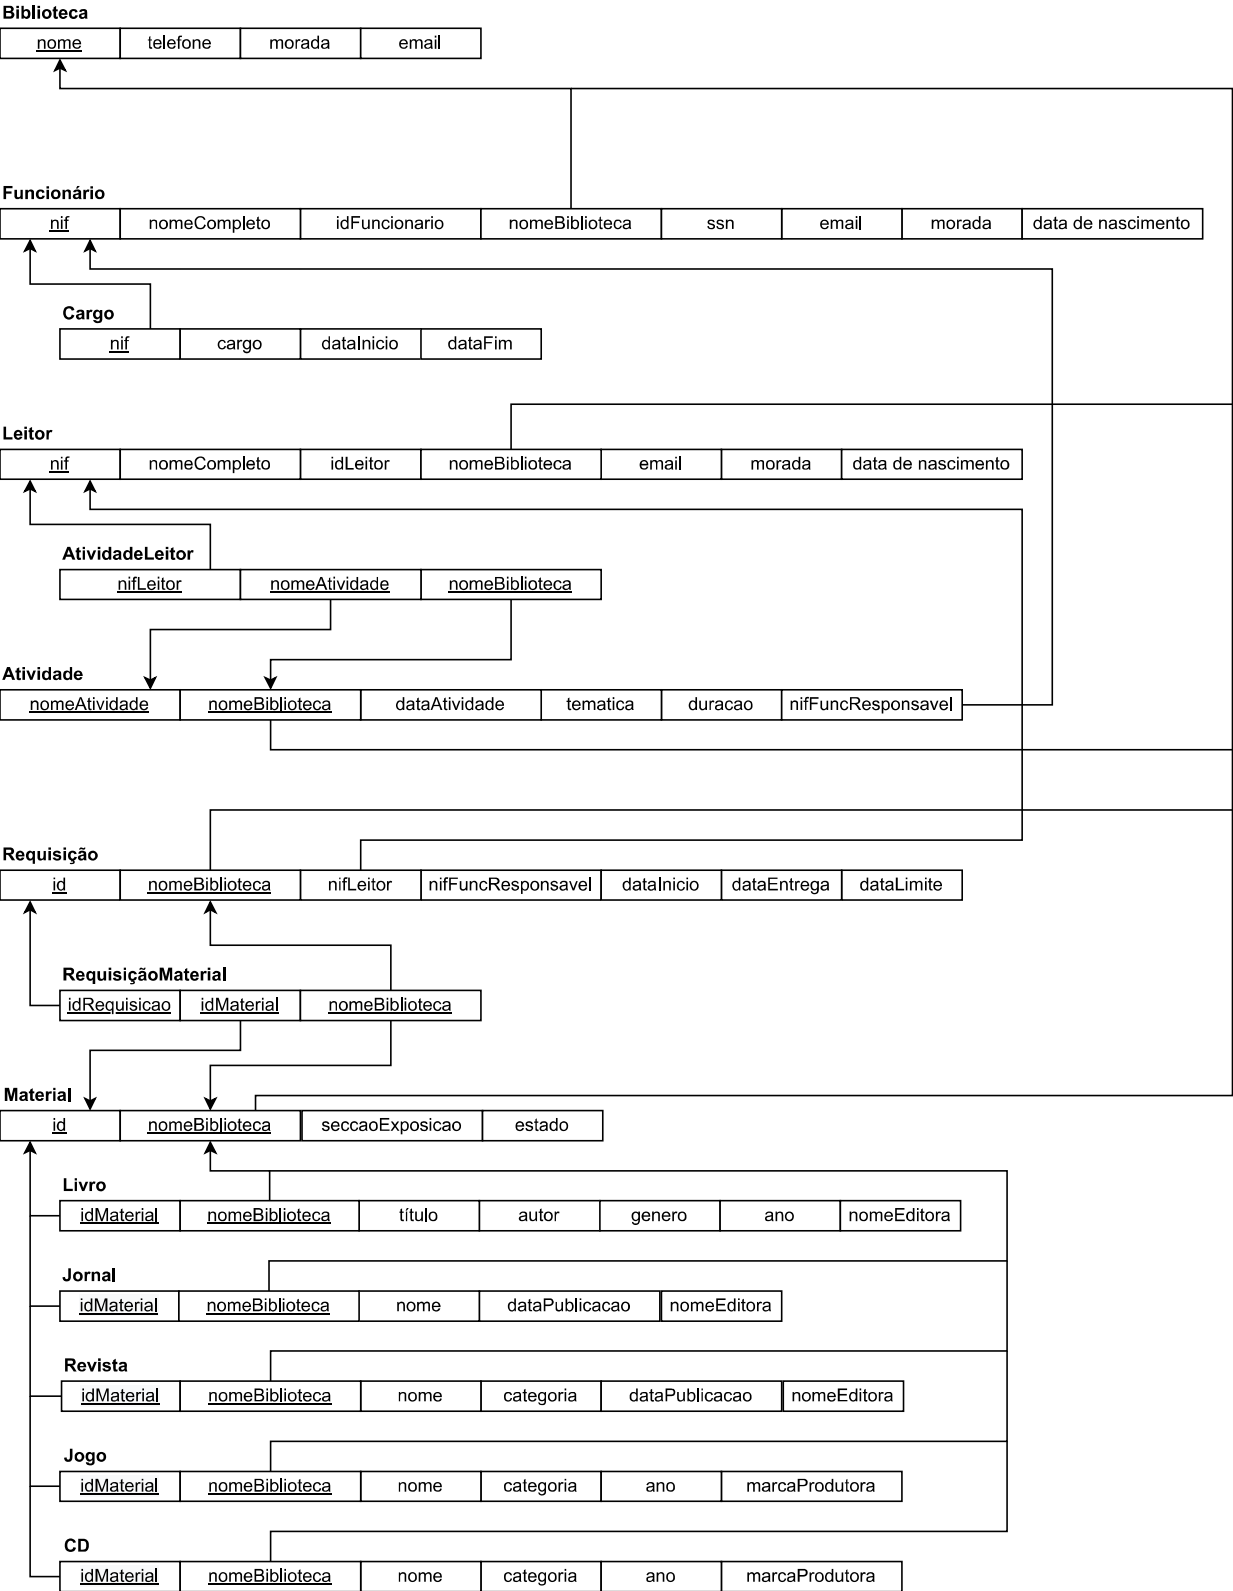 Biblioteca
nome telefone morada email
Funcionário
nif nomeCompleto idFuncionario nomeBiblioteca ssn email morada data de nascimento
Cargo
nif cargo dataInicio dataFim
Leitor
nif nomeCompleto idLeitor nomeBiblioteca email morada data de nascimento
AtividadeLeitor
nifLeitor nomeAtividade nomeBiblioteca
Atividade
nomeAtividade nomeBiblioteca dataAtividade tematica duracao nifFuncResponsavel
Requisição
id nomeBiblioteca nifLeitor nifFuncResponsavel dataInicio dataEntrega dataLimite
RequisiçãoMaterial
idRequisicao idMaterial nomeBiblioteca
Material
id nomeBiblioteca seccaoExposicao estado
Livro
idMaterial nomeBiblioteca título autor genero ano nomeEditora
Jornal
idMaterial nomeBiblioteca nome dataPublicacao nomeEditora
Revista
idMaterial nomeBiblioteca nome categoria dataPublicacao nomeEditora
Jogo
idMaterial nomeBiblioteca nome categoria ano marcaProdutora
CD
idMaterial nomeBiblioteca nome categoria ano marcaProdutora